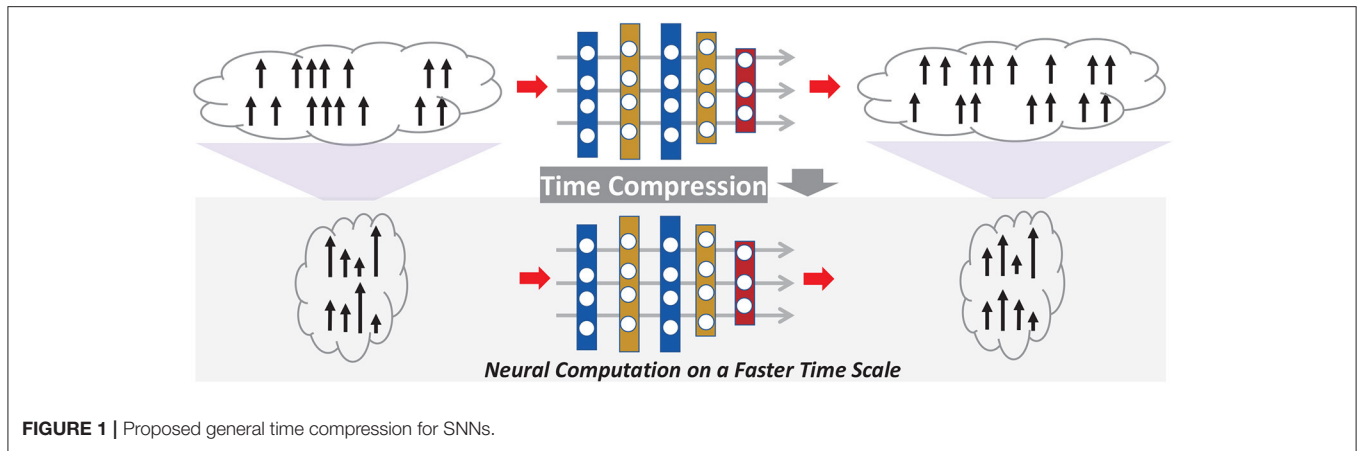 Time Compression
Neural Computation on a Faster Time Scale
FIGURE 1 | Proposed general time compression for SNNs.